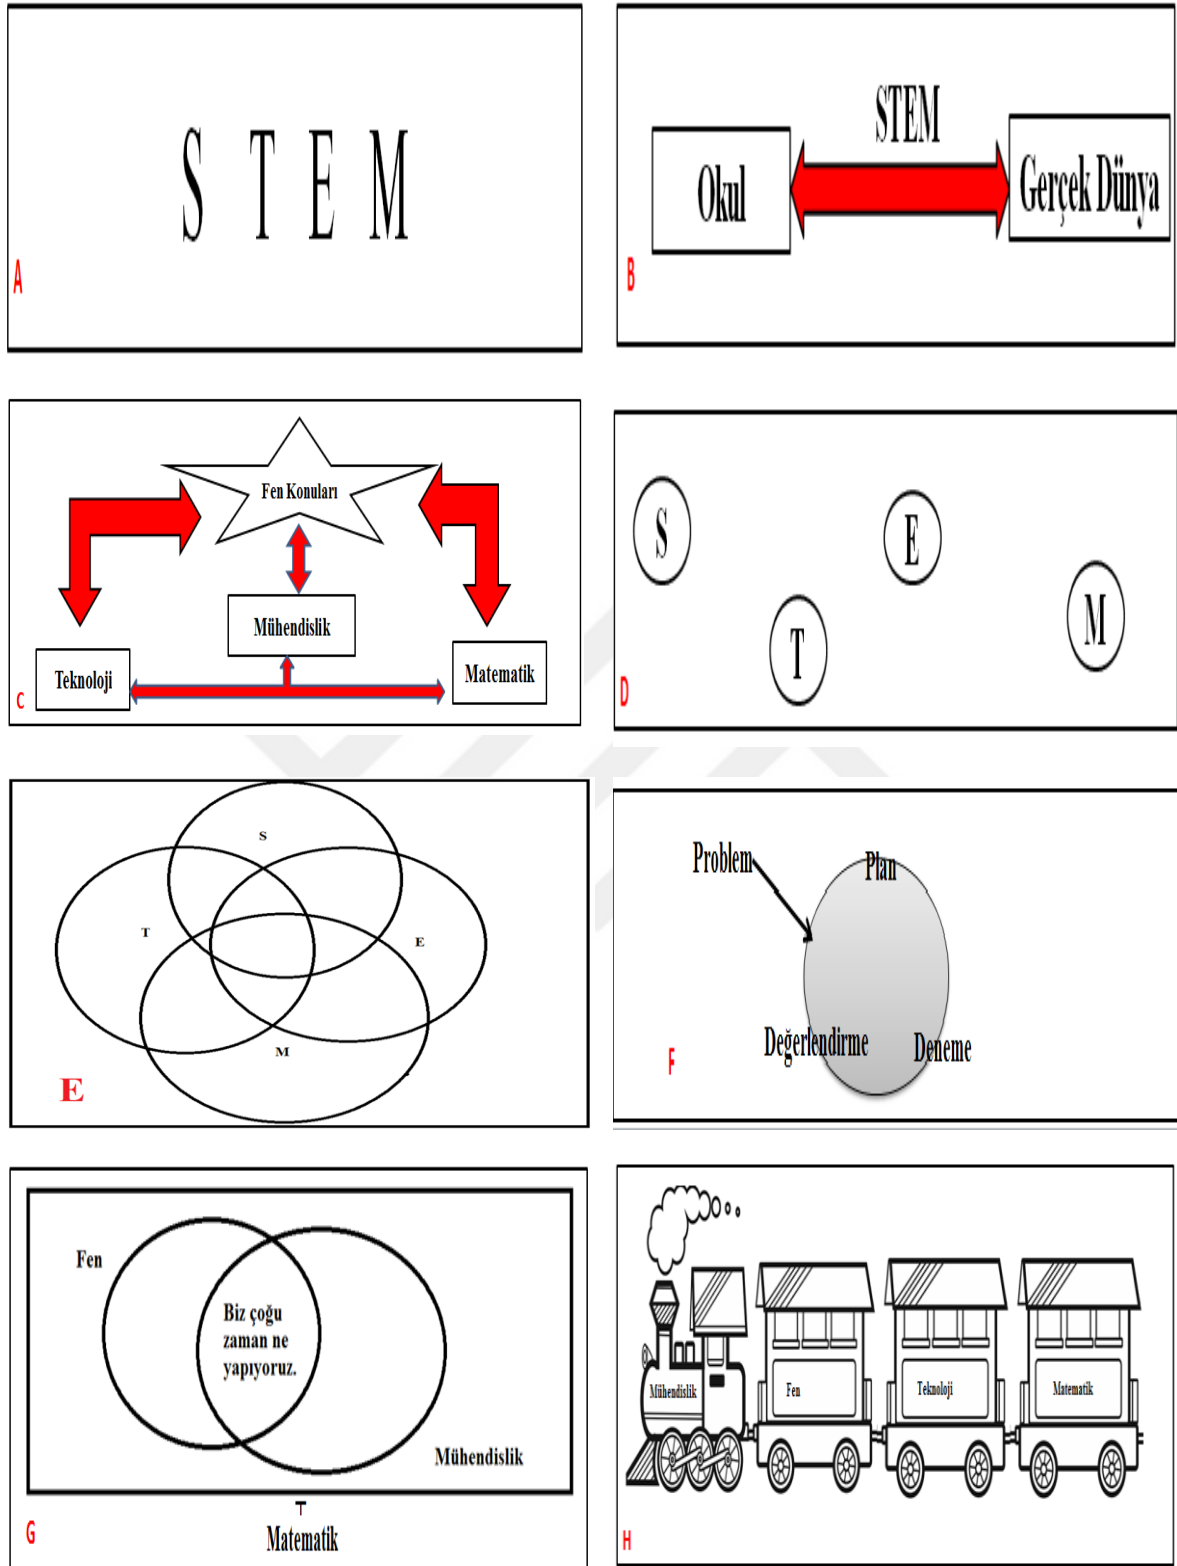 S T E M
A
STEM
Okul
Gerçek Dünya
B
Fen Konuları
Mühendislik
Teknoloji
Matematik
C
S
E
T
M
D
S
T
E
M
E
Problem
Plan
Değerlendirme
Deneme
F
Fen
Biz çoğu
zaman ne
yapıyoruz.
Mühendislik
T
Matematik
G
Mühendislik
Fen
Teknoloji
Matematik
H